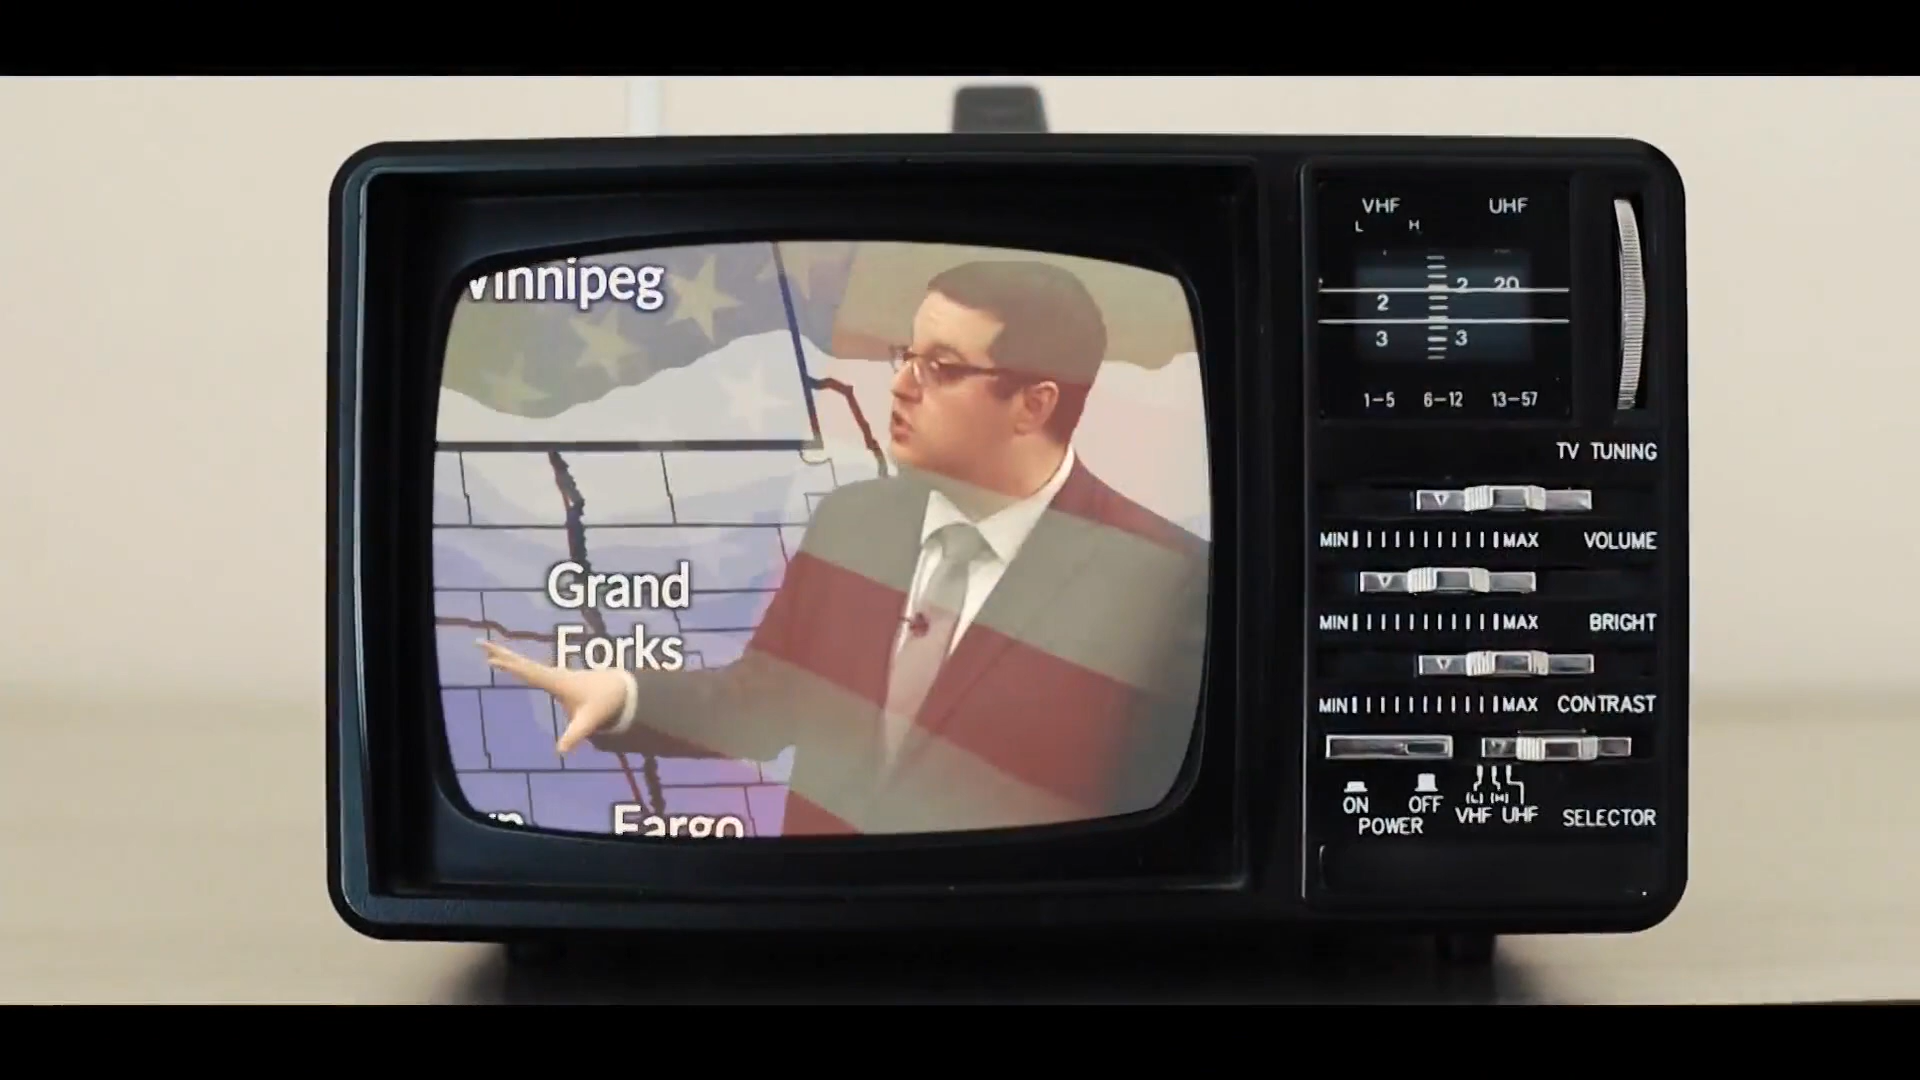 Winnipeg
Grand
Forks
Fargo
VHF UHF
L H
1
2 20
2
3 3
1-5 6-12 13-57
TV TUNING
MIN MAX VOLUME
MIN MAX BRIGHT
MIN MAX CONTRAST
ON OFF
POWER
(L) (H)
VHF UHF
SELECTOR